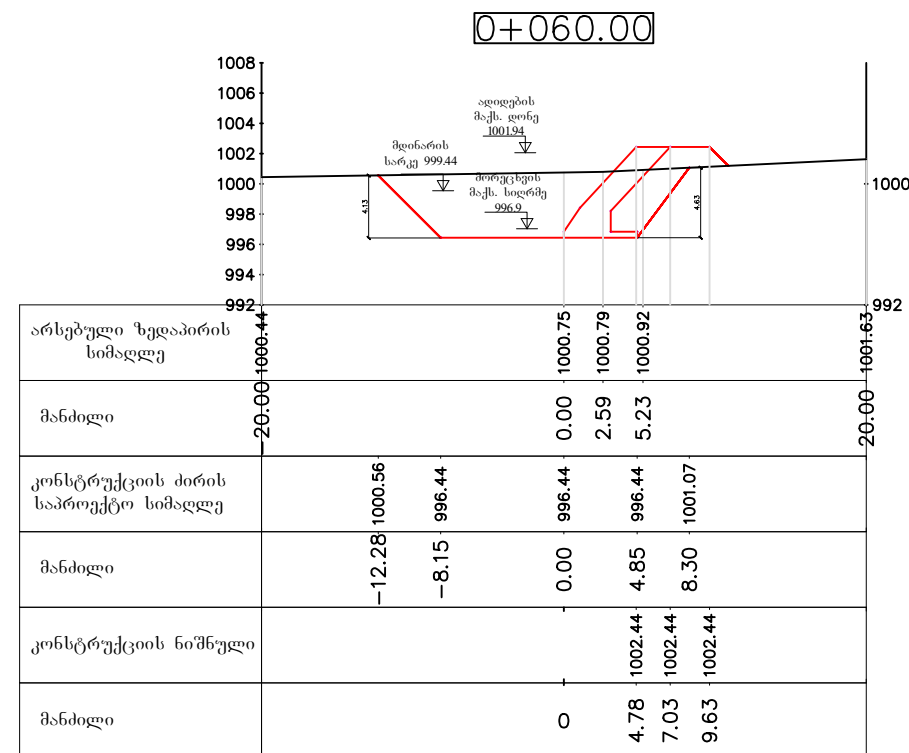 0+060.00
1008
1006
1004
1002
1000
998
996
994
992
1000
992
ადიდების
მაქს. დონე
1001.94
მდინარის
სარკე 999.44
მორეცხვის
მაქს. სიღრმე
996.9
4.13
4.63
არსებული ზედაპირის
სიმაღლე
1000.44 1000.75 1000.79 1000.92 1001.63
მანძილი
-20.00 0.00 2.59 5.23 20.00
კონსტრუქციის ძირის
საპროექტო სიმაღლე
1000.56 996.44 996.44 996.44 1001.07
მანძილი
-12.28 -8.15 0.00 4.85 8.30
კონსტრუქციის ნიშნული
1002.44 1002.44 1002.44
მანძილი
0 4.78 7.03 9.63